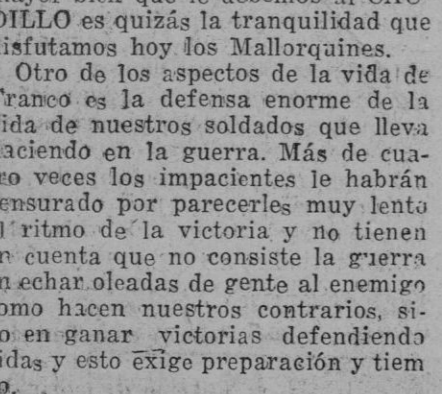 DILLO es quizás la tranquilidad que
isfutamos hoy los Mallorquines.
Otro de los aspectos de la vida de
ranco es la defensa enorme de la
ida de nuestros soldados que lleva
aciendo en la guerra. Más de cua-
ro veces los impacientes le habrán
ensurado por parecerles muy lento
l ritmo de la victoria y no tienen
n cuenta que no consiste la guerra
n echar oleadas de gente al enemigo
omo hacen nuestros contrarios, si-
o en ganar victorias defendiendo
idas y esto exige preparación y tiem